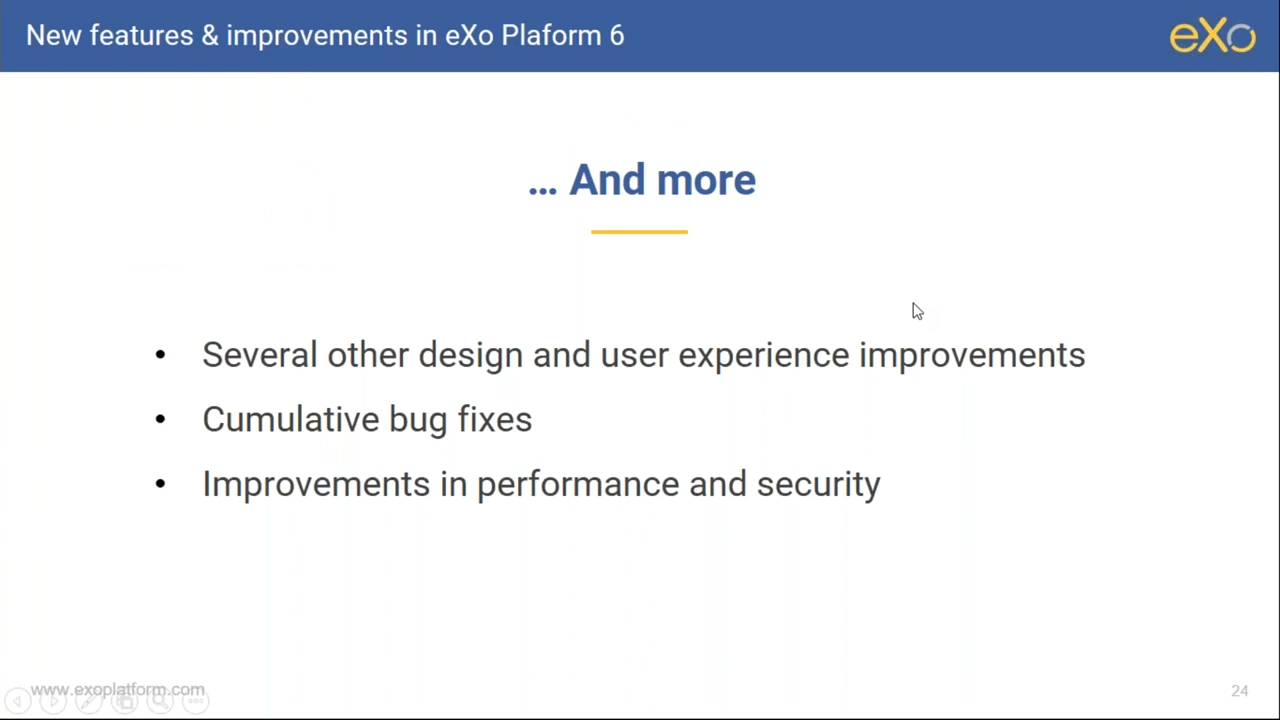 New features & improvements in eXo Plaform 6
eXo
… And more
• Several other design and user experience improvements
• Cumulative bug fixes
• Improvements in performance and security
www.exoplatform.com
24